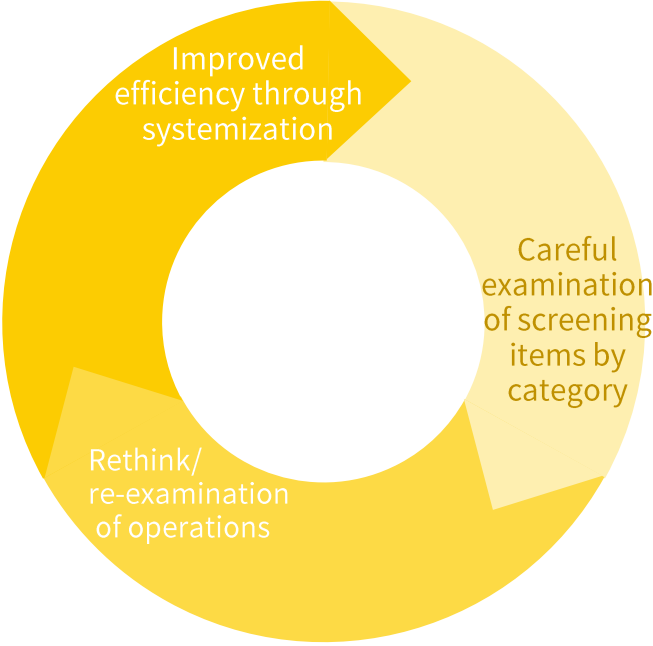 Improved
efficiency through
systemization
Careful
examination
of screening
items by
category
Rethink/
re-examination
of operations